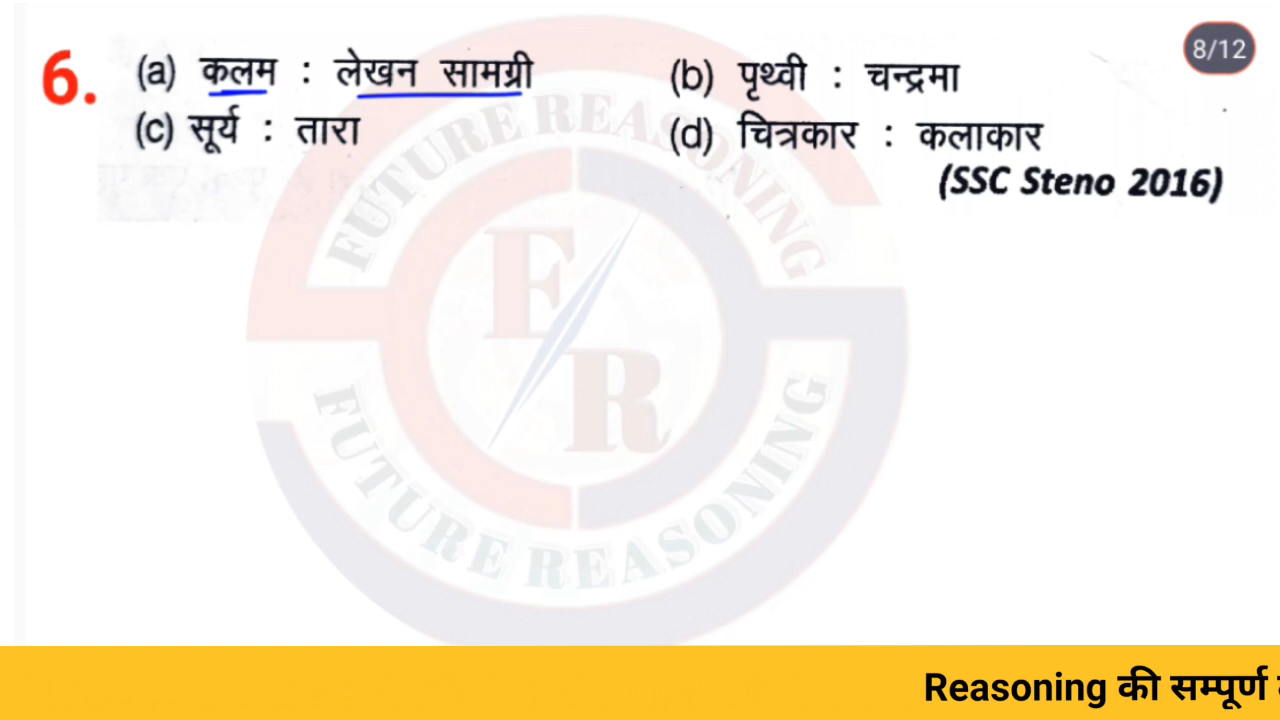 8/12
6. (a) कलम : लेखन सामग्री (b) पृथ्वी : चन्द्रमा
(c) सूर्य : तारा (d) चित्रकार : कलाकार
(SSC Steno 2016)
FUTURE REASONING
F
R
FUTURE REASONING
Reasoning की सम्पूर्ण